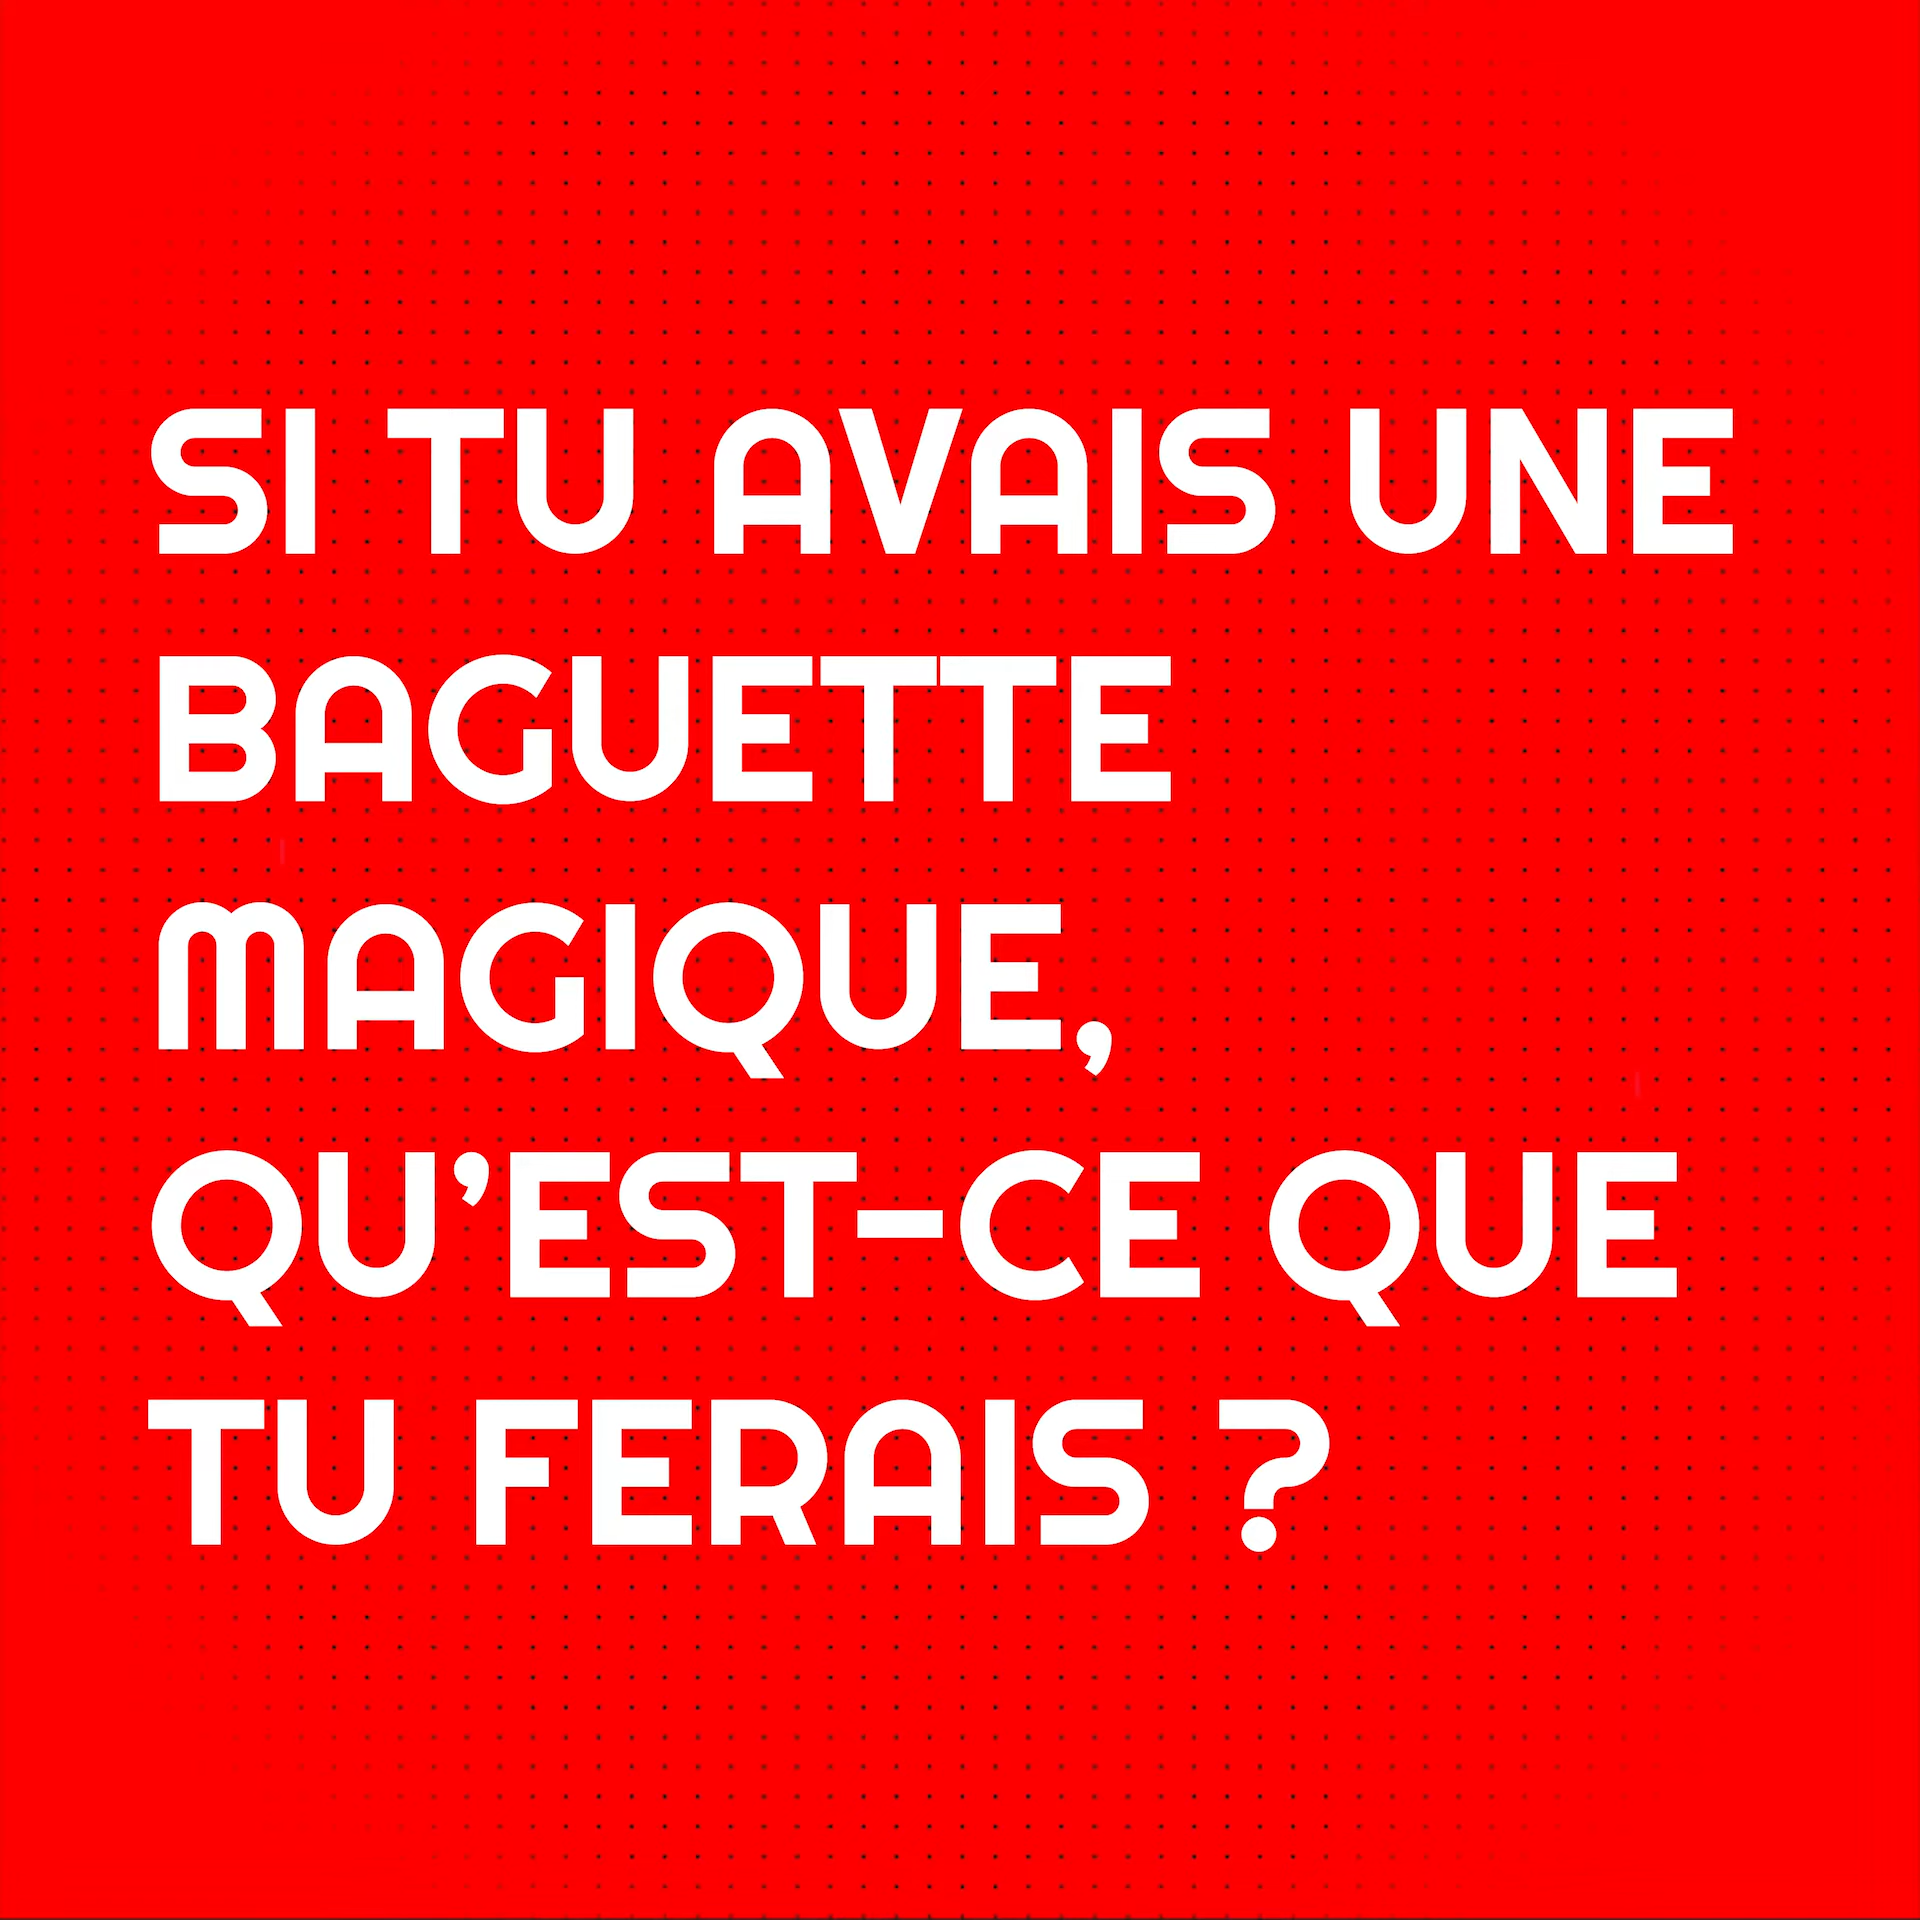 SI TU AVAIS UNE
BAGUETTE
MAGIQUE,
QU’EST-CE QUE
TU FERAIS ?